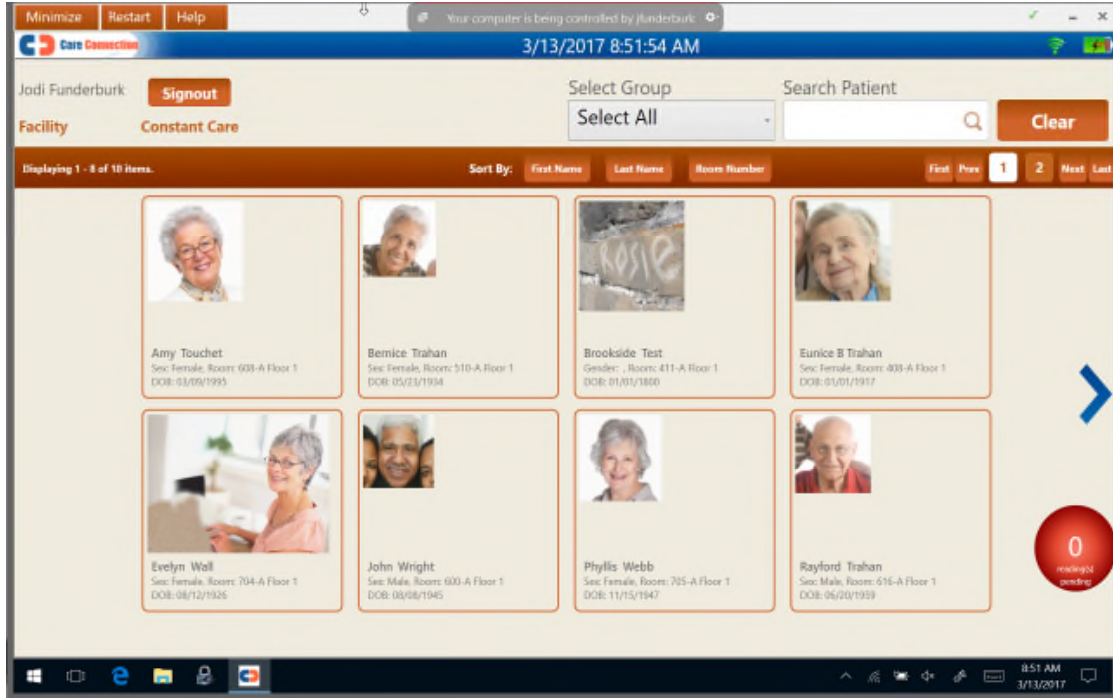 Minimize Restart Help
Your computer is being controlled by jfunderburk
Care Connection
3/13/2017 8:51:54 AM
Jodi Funderburk
Signout
Select Group
Search Patient
Select All
Clear
Facility
Constant Care
Displaying 1 - 8 of 10 items.
Sort By: First Name Last Name Room Number
First Prev 1 2 Next Last
ROSIE
Amy Touchet
Sex: Female, Room: 608-A Floor 1
DOB: 03/09/1995
Bernice Trahan
Sex: Female, Room: 510-A Floor 1
DOB: 05/23/1934
Brookside Test
Gender: , Room: 411-A Floor 1
DOB: 01/01/1800
Eunice B Trahan
Sex: Female, Room: 408-A Floor 1
DOB: 01/01/1917
Evelyn Wall
Sex: Female, Room: 704-A Floor 1
DOB: 08/12/1926
John Wright
Sex: Male, Room: 600-A Floor 1
DOB: 08/08/1945
Phyllis Webb
Sex: Female, Room: 705-A Floor 1
DOB: 11/15/1947
Rayford Trahan
Sex: Male, Room: 616-A Floor 1
DOB: 06/20/1939
0
reading(s)
pending
8:51 AM
3/13/2017